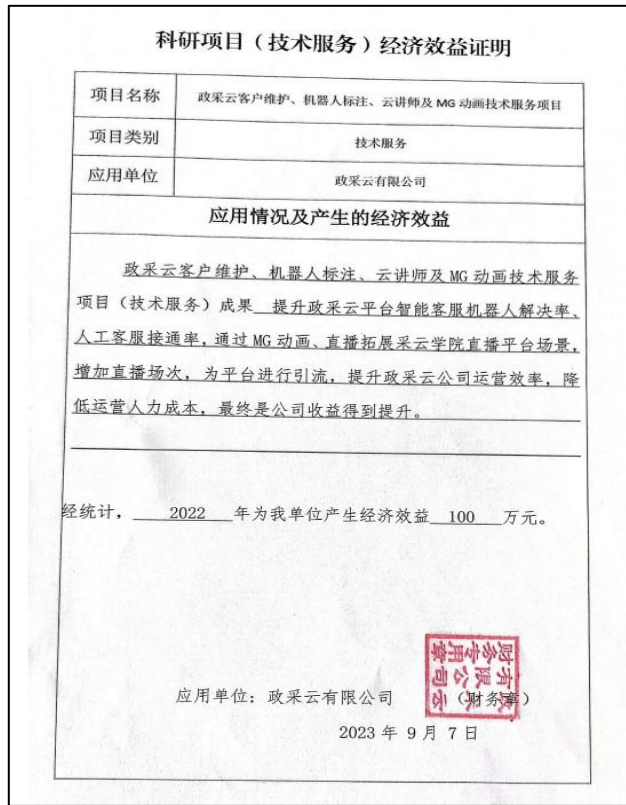 科研项目（技术服务）经济效益证明
项目名称 政采云客户维护、机器人标注、云讲师及 MG 动画技术服务项目
项目类别 技术服务
应用单位 政采云有限公司
应用情况及产生的经济效益
政采云客户维护、机器人标注、云讲师及 MG 动画技术服务
项目（技术服务）成果 提升政采云平台智能客服机器人解决率、
人工客服接通率，通过 MG 动画、直播拓展采云学院直播平台场景，
增加直播场次，为平台进行引流，提升政采云公司运营效率，降
低运营人力成本，最终是公司收益得到提升。
经统计， 2022 年为我单位产生经济效益 100 万元。
应用单位：政采云有限公司 （财务章）
2023 年 9 月 7 日